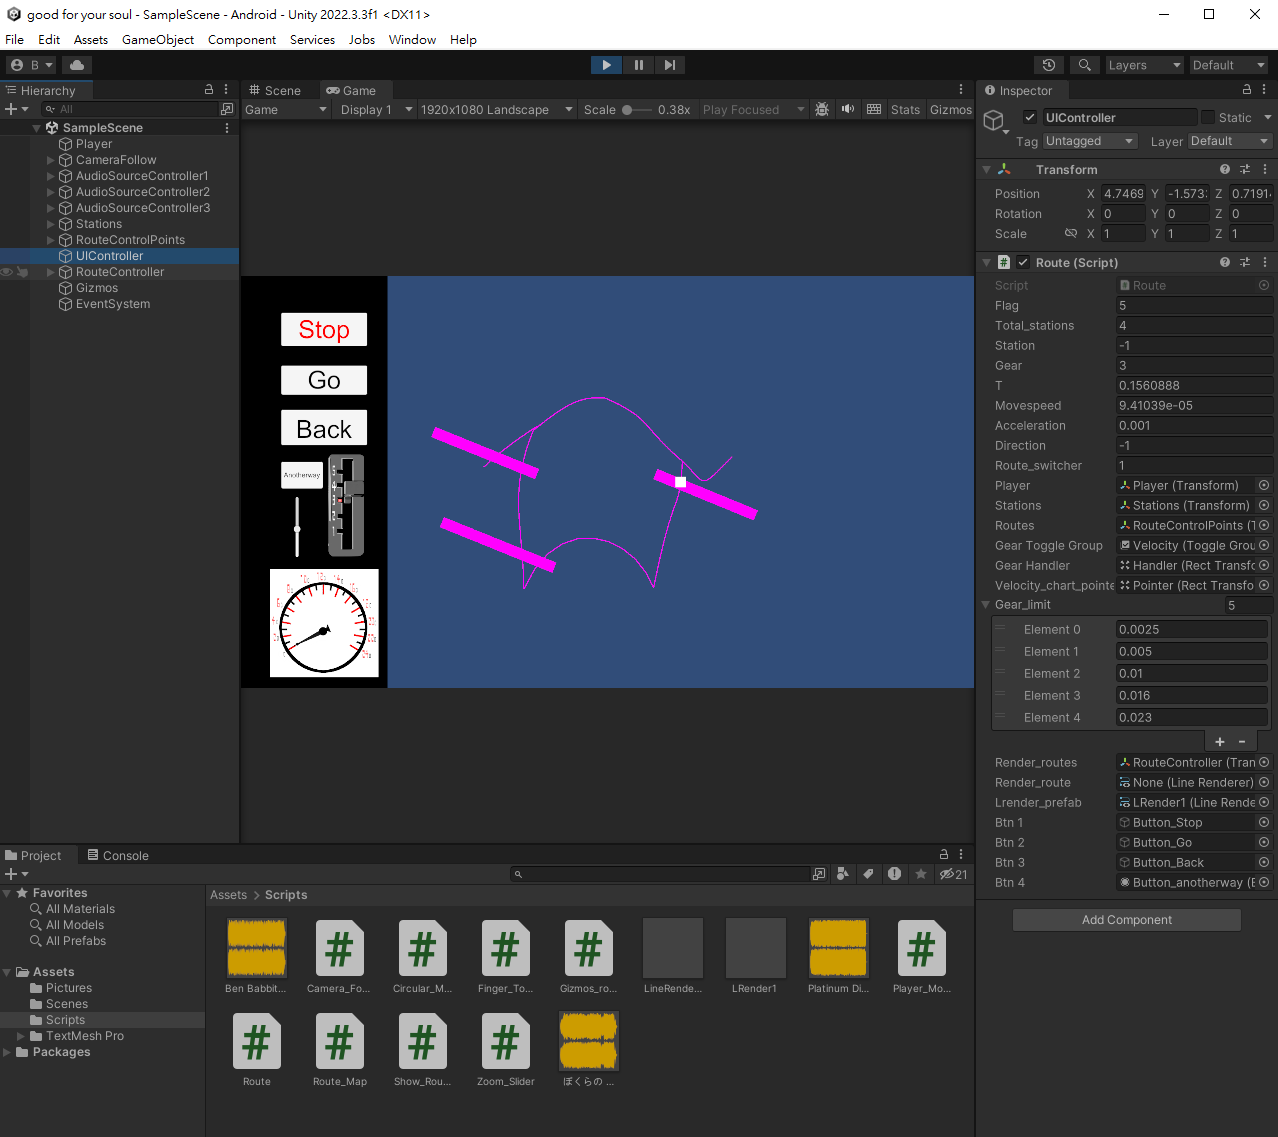 good for your soul - SampleScene - Android - Unity 2022.3.3f1 <DX11>
File Edit Assets GameObject Component Services Jobs Window Help
B
Layers
Default
Hierarchy
All
SampleScene
Player
CameraFollow
AudioSourceController1
AudioSourceController2
AudioSourceController3
Stations
RouteControlPoints
UIController
RouteController
Gizmos
EventSystem
Scene
Game
Game Display 1 1920x1080 Landscape Scale 0.38x Play Focused Stats Gizmos
Stop
Go
Back
Anotherway
Inspector
UIController Static
Tag Untagged Layer Default
Transform
Position X 4.7469 Y -1.573 Z 0.719
Rotation X 0 Y 0 Z 0
Scale X 1 Y 1 Z 1
# Route (Script)
Script Route
Flag 5
Total_stations 4
Station -1
Gear 3
T 0.1560888
Movespeed 9.41039e-05
Acceleration 0.001
Direction -1
Route_switcher 1
Player Player (Transform)
Stations Stations (Transform)
Routes RouteControlPoints (T
Gear Toggle Group Velocity (Toggle Grou
Gear Handler Handler (Rect Transfo
Velocity_chart_pointe Pointer (Rect Transfo
Gear_limit 5
Element 0 0.0025
Element 1 0.005
Element 2 0.01
Element 3 0.016
Element 4 0.023
+ -
Render_routes RouteController (Tran
Render_route None (Line Renderer)
Lrender_prefab LRender1 (Line Rende
Btn 1 Button_Stop
Btn 2 Button_Go
Btn 3 Button_Back
Btn 4 Button_anotherway (E
Add Component
Project
Console
21
Favorites
All Materials
All Models
All Prefabs
Assets
Pictures
Scenes
Scripts
TextMesh Pro
Packages
Assets > Scripts
Ben Babbit... Camera_Fo... Circular_M... Finger_To... Gizmos_ro... LineRende... LRender1 Platinum Di... Player_Mo...
Route Route_Map Show_Rou... Zoom_Slider ぼくらの ...